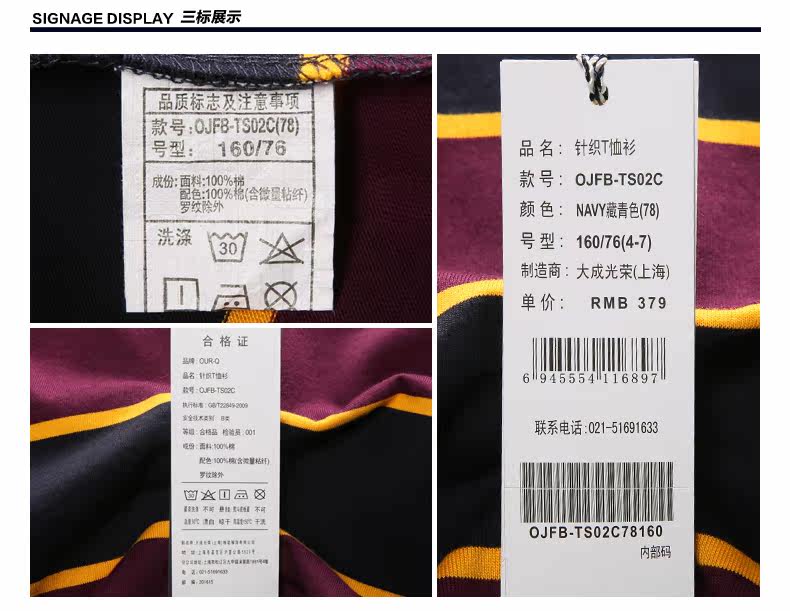 SIGNAGE DISPLAY 三标展示
品质标志及注意事项
款号:OJFB-TS02C(78)
号型: 160/76
成份:面料:100%棉
配色:100%棉(含微量粘纤)
罗纹除外
洗涤
30
品 名: 针织T恤衫
款 号: OJFB-TS02C
颜 色: NAVY藏青色(78)
号 型: 160/76(4-7)
制造商: 大成光荣(上海)
单 价: RMB 379
6 945554 116897
联系电话:021-51691633
OJFB-TS02C78160
内部码
合 格 证
品牌: OUR-Q
品名: 针织T恤衫
款号: OJFB-TS02C
执行标准: GB/T22849-2009
安全技术类别 B类
等级: 合格品 检验员: 001
成份: 面料:100%棉
配色:100%棉(含微量粘纤)
罗纹除外
电 话: 021-51691633
邮 编: 201615